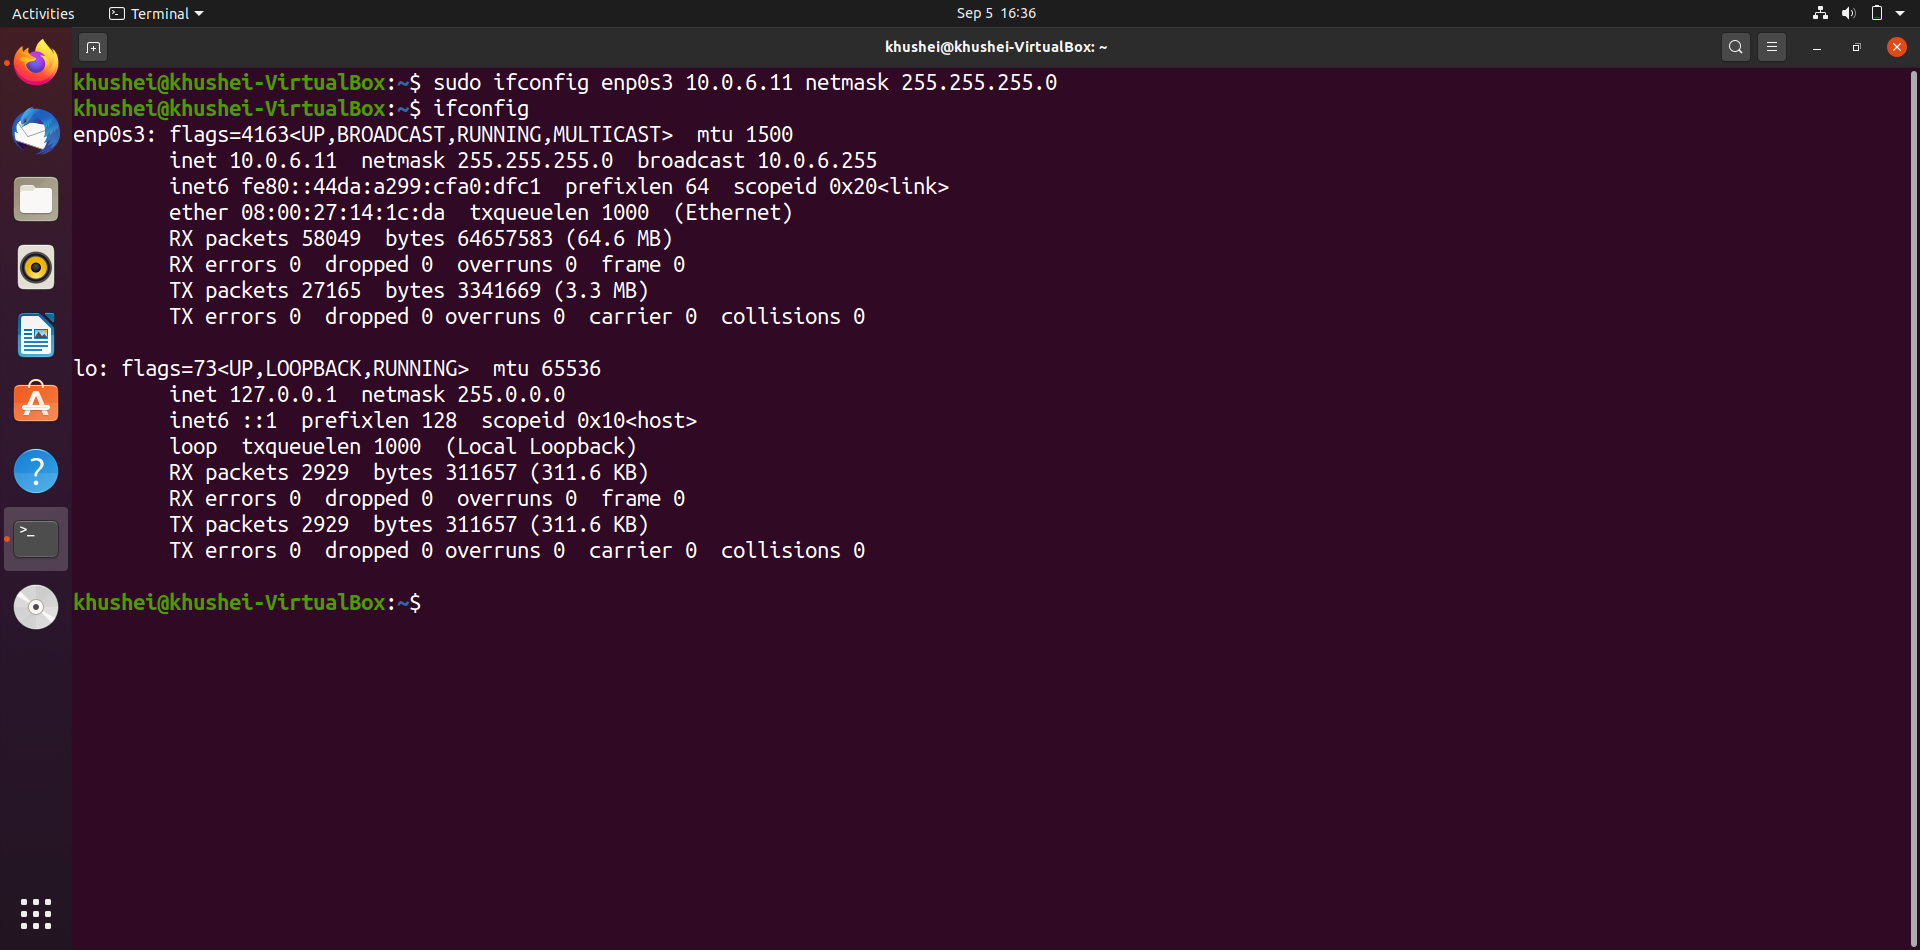 Activities Terminal Sep 5 16:36
khushei@khushei-VirtualBox: ~
khushei@khushei-VirtualBox:~$ sudo ifconfig enp0s3 10.0.6.11 netmask 255.255.255.0
khushei@khushei-VirtualBox:~$ ifconfig
enp0s3: flags=4163<UP,BROADCAST,RUNNING,MULTICAST>  mtu 1500
        inet 10.0.6.11  netmask 255.255.255.0  broadcast 10.0.6.255
        inet6 fe80::44da:a299:cfa0:dfc1  prefixlen 64  scopeid 0x20<link>
        ether 08:00:27:14:1c:da  txqueuelen 1000  (Ethernet)
        RX packets 58049  bytes 64657583 (64.6 MB)
        RX errors 0  dropped 0  overruns 0  frame 0
        TX packets 27165  bytes 3341669 (3.3 MB)
        TX errors 0  dropped 0 overruns 0  carrier 0  collisions 0
lo: flags=73<UP,LOOPBACK,RUNNING>  mtu 65536
        inet 127.0.0.1  netmask 255.0.0.0
        inet6 ::1  prefixlen 128  scopeid 0x10<host>
        loop  txqueuelen 1000  (Local Loopback)
        RX packets 2929  bytes 311657 (311.6 KB)
        RX errors 0  dropped 0  overruns 0  frame 0
        TX packets 2929  bytes 311657 (311.6 KB)
        TX errors 0  dropped 0 overruns 0  carrier 0  collisions 0
khushei@khushei-VirtualBox:~$